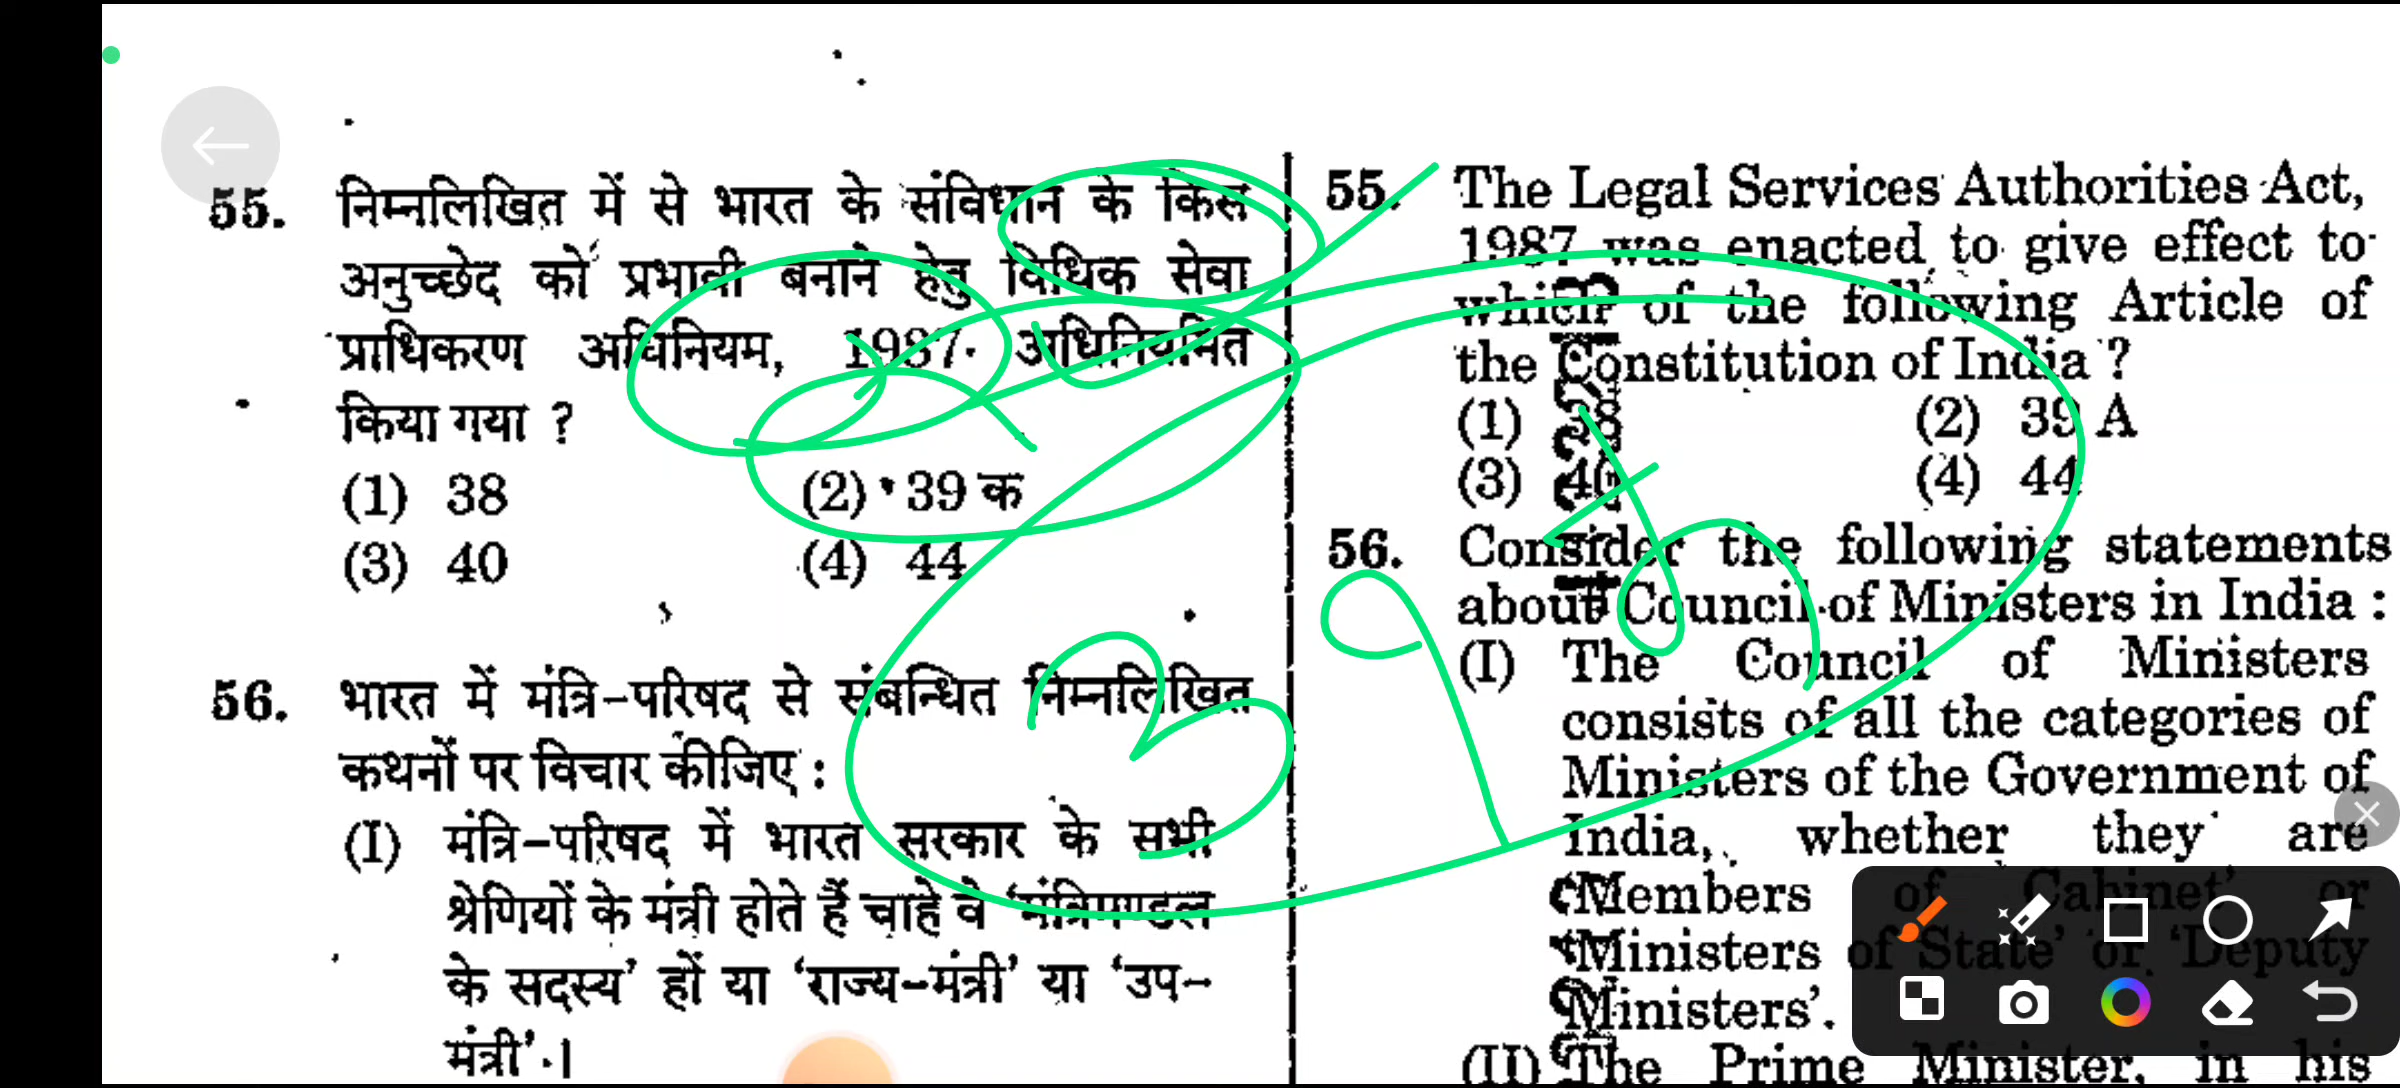 55. निम्नलिखित में से भारत के संविधान के किस
अनुच्छेद को प्रभावी बनाने हेतु विधिक सेवा
प्राधिकरण अधिनियम, 1987 अधिनियमित
किया गया ?
(1) 38 (2) 39 क
(3) 40 (4) 44
56. भारत में मंत्रि-परिषद से संबन्धित निम्नलिखित
कथनों पर विचार कीजिए :
(I) मंत्रि-परिषद में भारत सरकार के सभी
श्रेणियों के मंत्री होते हैं चाहे वे 'मंत्रिमण्डल
के सदस्य' हों या 'राज्य-मंत्री' या 'उप-
मंत्री' ।
55. The Legal Services Authorities Act,
1987 was enacted to give effect to
which of the following Article of
the Constitution of India ?
(1) 38 (2) 39 A
(3) 40 (4) 44
56. Consider the following statements
about Council of Ministers in India :
(I) The Council of Ministers
consists of all the categories of
Ministers of the Government of
India, whether they are
'Members of Cabinet' or
'Ministers of State' or 'Deputy
Ministers'.
(II) The Prime Minister, in his
39